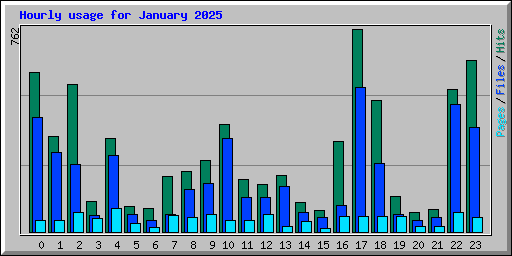 Hourly usage for January 2025
762
Pages / Files / Hits
0 1 2 3 4 5 6 7 8 9 10 11 12 13 14 15 16 17 18 19 20 21 22 23